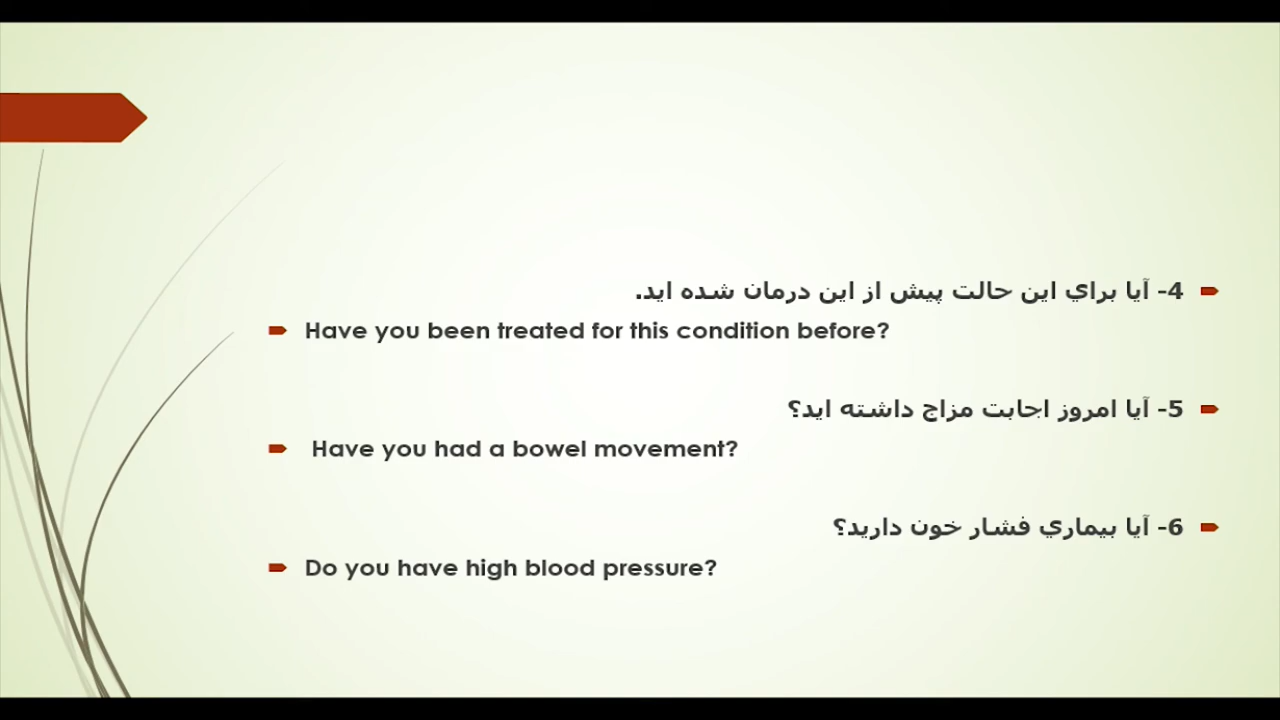 4- آيا براي اين حالت پيش از اين درمان شده ايد.
Have you been treated for this condition before?
5- آيا امروز اجابت مزاج داشته ايد؟
Have you had a bowel movement?
6- آيا بيماري فشار خون داريد؟
Do you have high blood pressure?